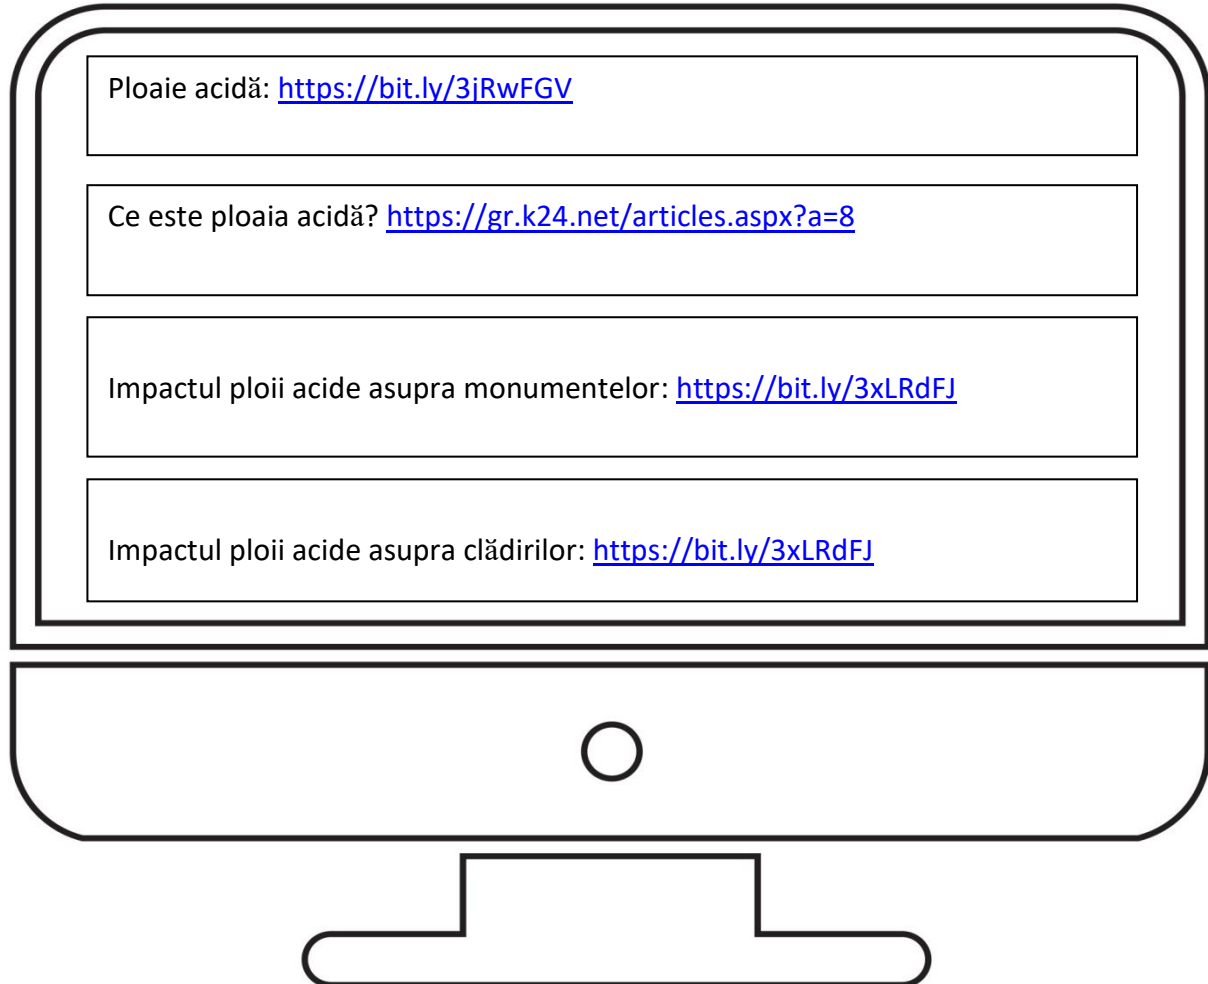 Ploaie acidă: https://bit.ly/3jRwFGV
Ce este ploaia acidă? https://gr.k24.net/articles.aspx?a=8
Impactul ploii acide asupra monumentelor: https://bit.ly/3xLRdFJ
Impactul ploii acide asupra clădirilor: https://bit.ly/3xLRdFJ